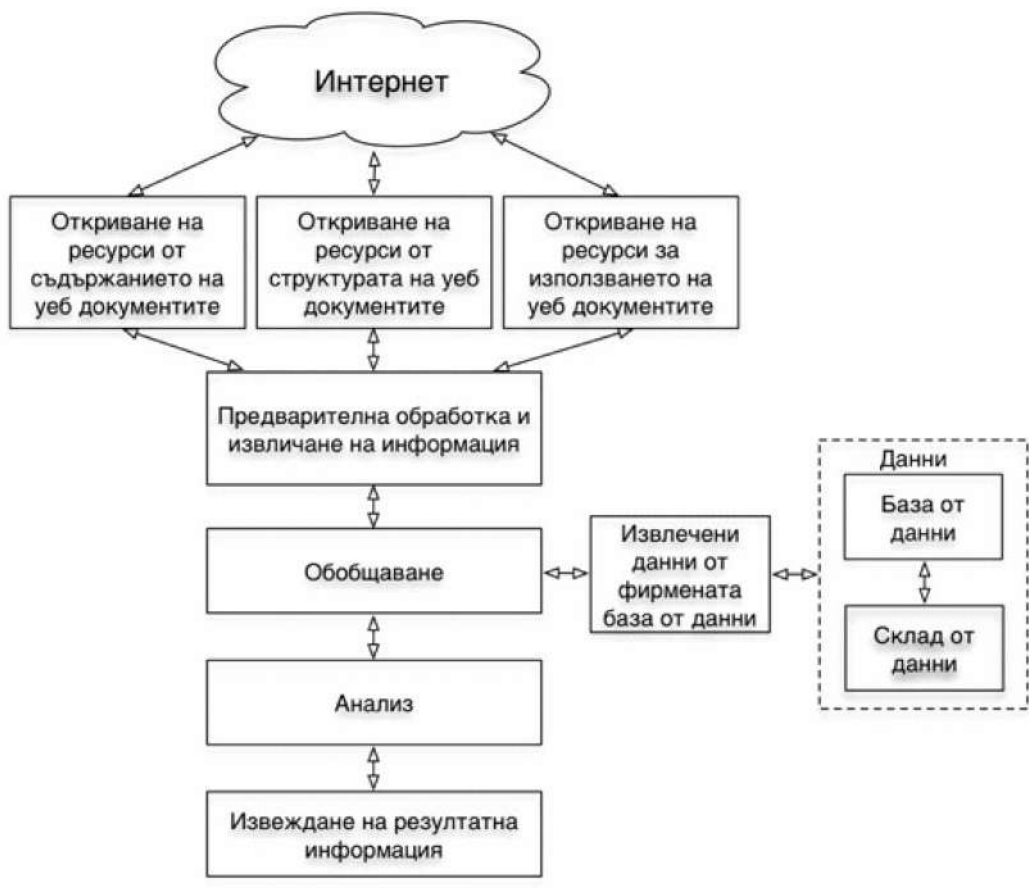 Интернет
Откриване на
ресурси от
съдържанието на
уеб документите
Откриване на
ресурси от
структурата на уеб
документите
Откриване на
ресурси за
използването на
уеб документите
Предварителна обработка и
извличане на информация
Обобщаване
Извлечени
данни от
фирмената
база от данни
Данни
База от
данни
Склад от
данни
Анализ
Извеждане на резултатна
информация